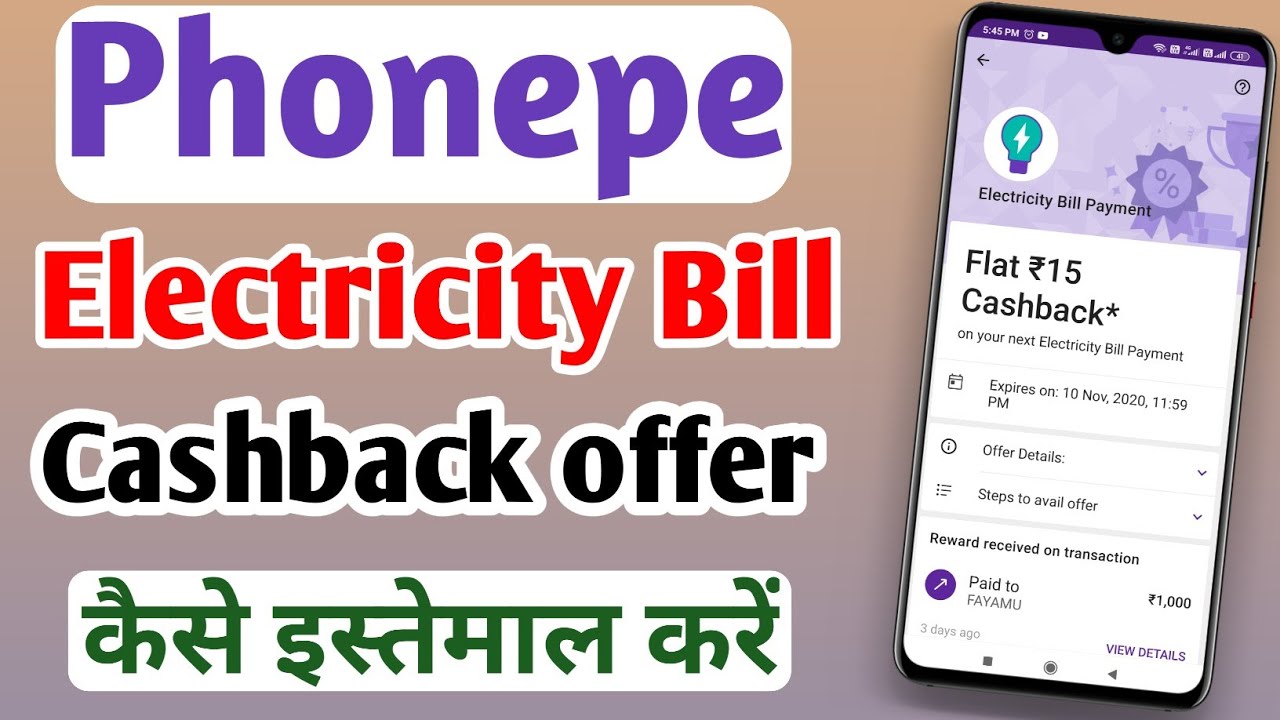 Phonepe
Electricity Bill
Cashback offer
कैसे इस्तेमाल करें
5:45 PM
41
Electricity Bill Payment
Flat ₹15
Cashback*
on your next Electricity Bill Payment
Expires on: 10 Nov, 2020, 11:59
PM
Offer Details:
Steps to avail offer
Reward received on transaction
Paid to
₹1,000
FAYAMU
3 days ago
VIEW DETAILS